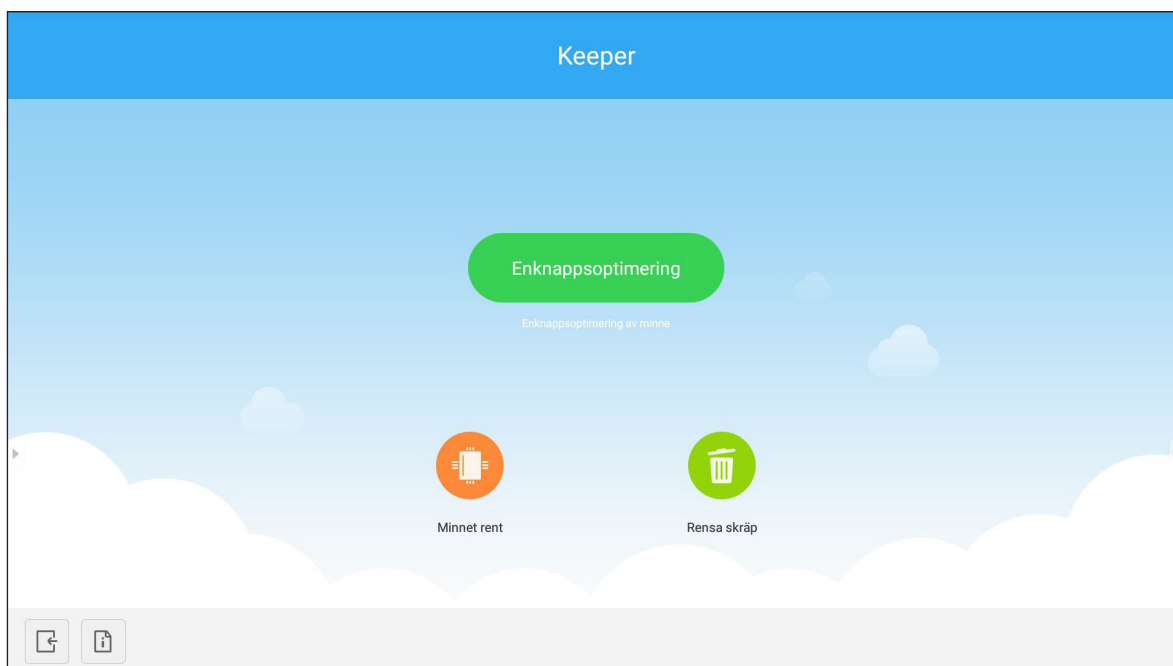 Keeper
Enknappsoptimering
Enknappsoptimering av minne
Minnet rent
Rensa skräp